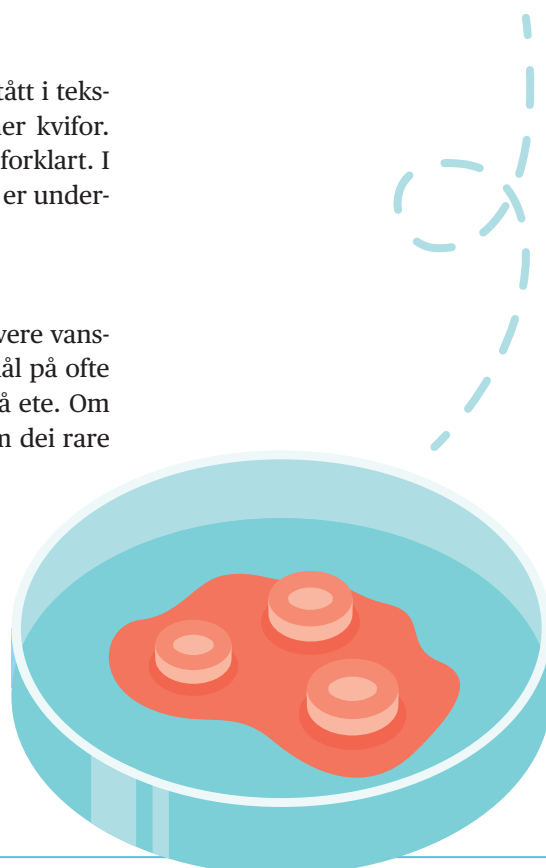 tått i teks-
er kvifor.
forklart. I
er under-
vere vans-
ål på ofte
å ete. Om
n dei rare